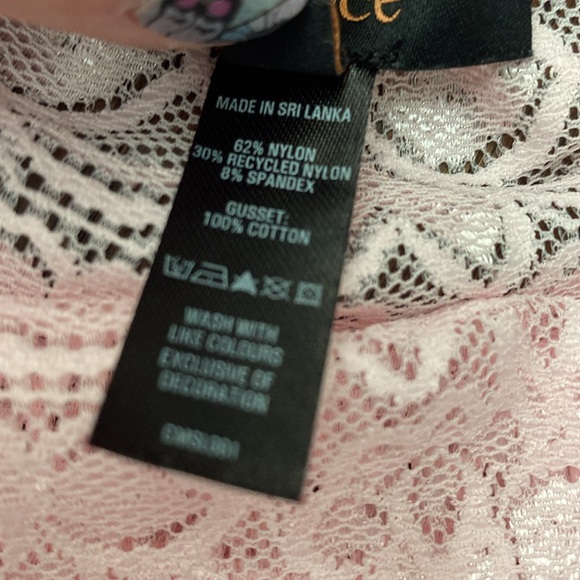 ce
MADE IN SRI LANKA
62% NYLON
30% RECYCLED NYLON
8% SPANDEX
GUSSET:
100% COTTON
WASH WITH
LIKE COLOURS
EXCLUSIVE OF
DECORATION